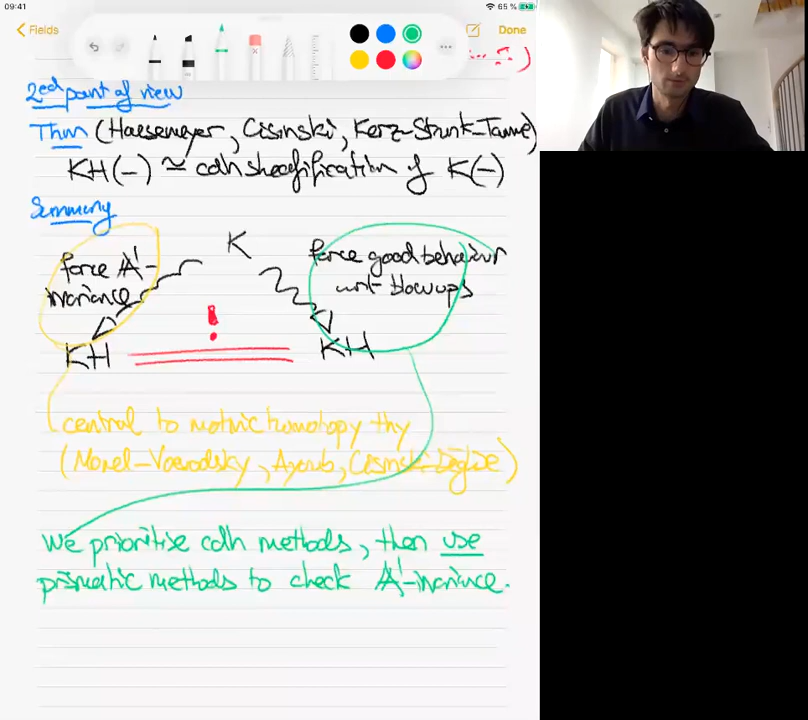 09:41
65%
Fields
Done
2ed point of view
Thm (Haesemeyer, Cisinski, Kerz-Strunk-Tamme)
KH(-) ≃ cdh sheafification of K(-)
Summary
force A¹-
invariance
K
force good behaviour
wrt blowups
!
KH
KH
central to motivic homotopy thy
(Morel-Voevodsky, Ayoub, Cisinski-Déglise)
We prioritise cdh methods, then use
prismatic methods to check A¹-invariance.